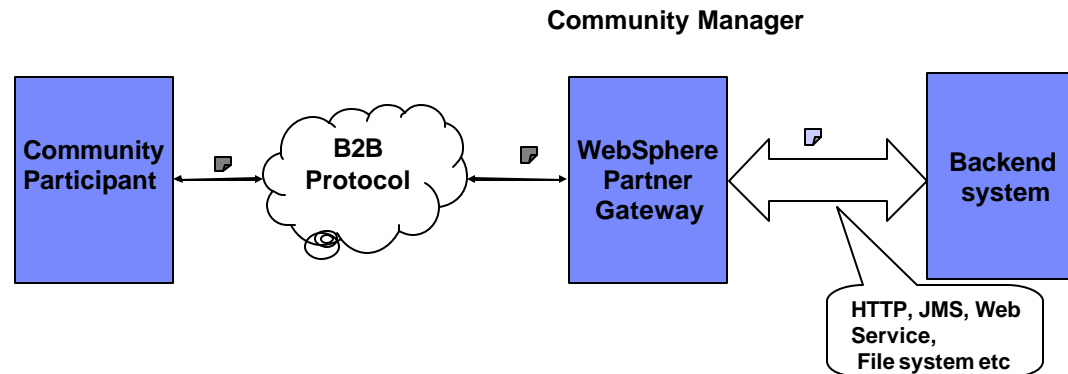 Community Manager
Community
Participant
B2B
Protocol
WebSphere
Partner
Gateway
Backend
system
HTTP, JMS, Web
Service,
File system etc